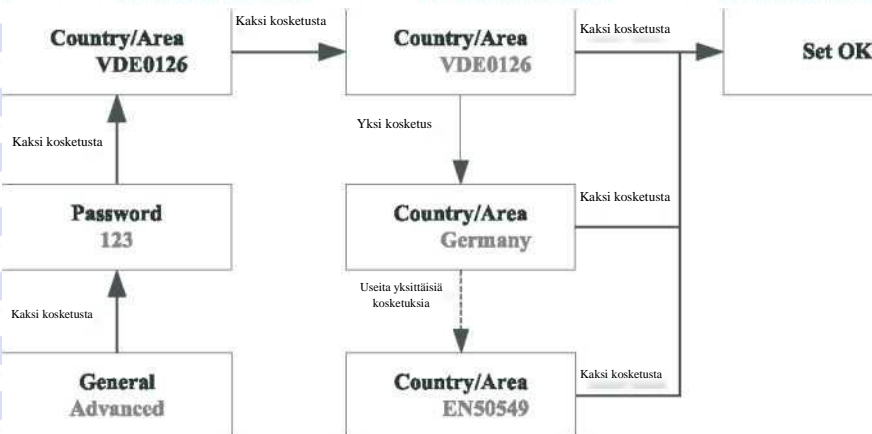 Kaksi kosketusta
Country/Area
VDE0126
Country/Area
VDE0126
Kaksi kosketusta
Set OK
Kaksi kosketusta
Yksi kosketus
Password
123
Country/Area
Germany
Kaksi kosketusta
Kaksi kosketusta
Useita yksittäisiä
kosketuksia
General
Advanced
Country/Area
EN50549
Kaksi kosketusta